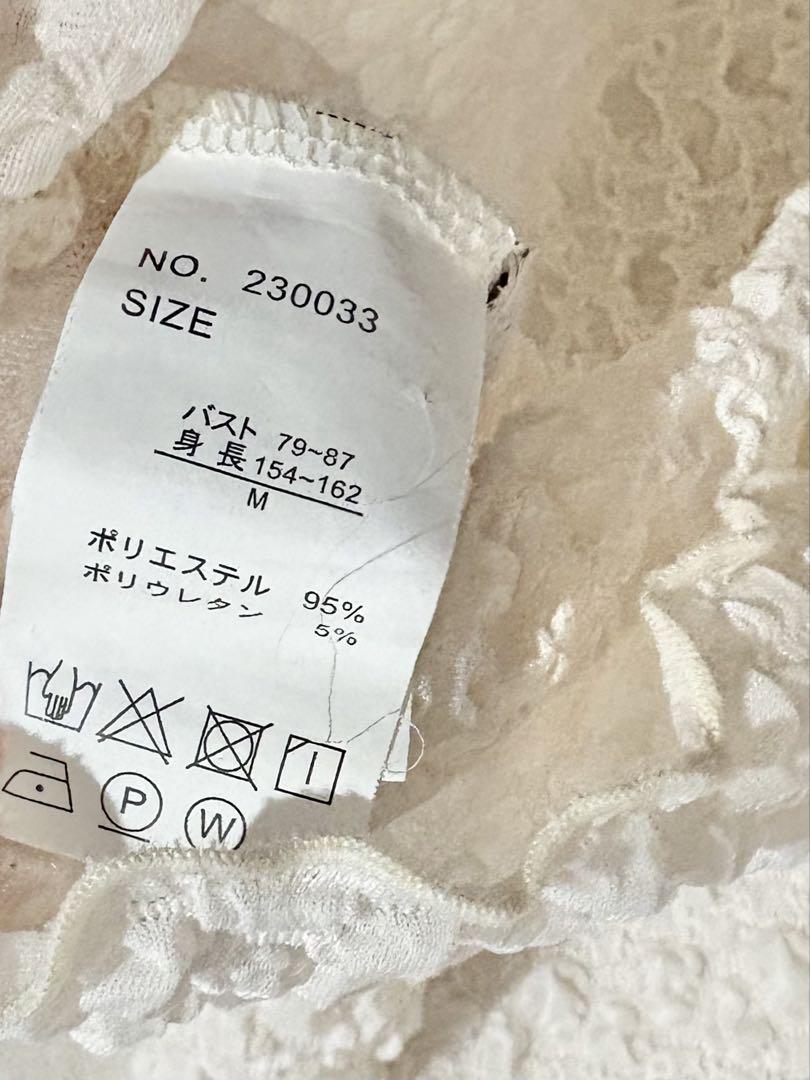 NO. 230033
SIZE
バスト 79~87
身 長 154~162
M
ポリエステル 95%
ポリウレタン 5%
P
W